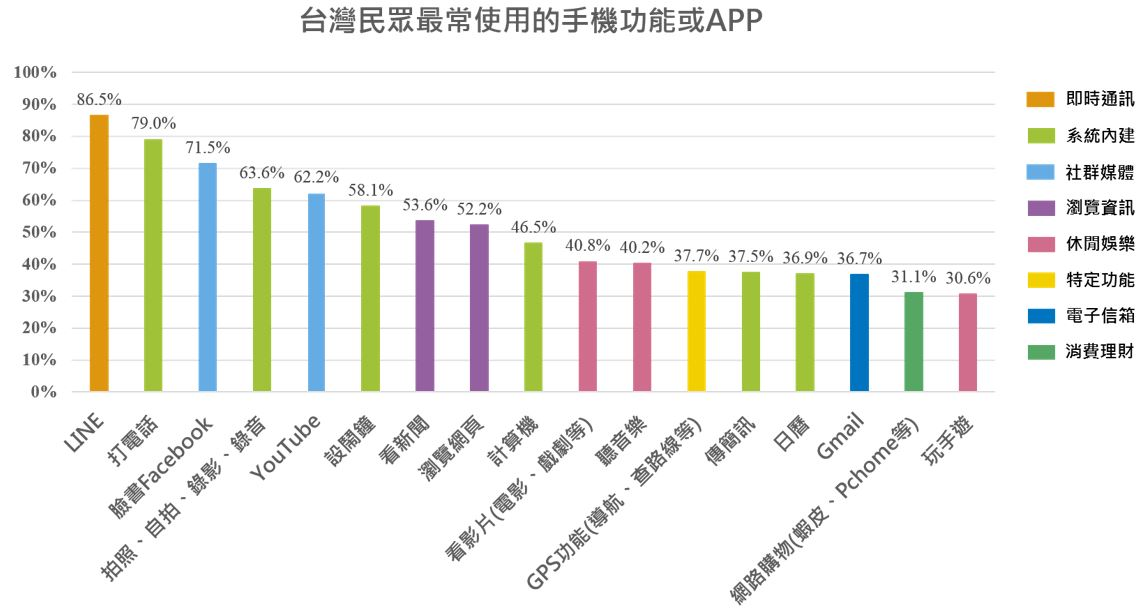 台灣民眾最常使用的手機功能或APP
100%
90%
80%
70%
60%
50%
40%
30%
20%
10%
0%
86.5%
79.0%
71.5%
63.6%
62.2%
58.1%
53.6%
52.2%
46.5%
40.8%
40.2%
37.7%
37.5%
36.9%
36.7%
31.1%
30.6%
LINE
打電話
臉書Facebook
拍照、自拍、錄影、錄音
YouTube
設鬧鐘
看新聞
瀏覽網頁
計算機
看影片(電影、戲劇等)
聽音樂
GPS功能(導航、查路線等)
傳簡訊
日曆
Gmail
網路購物(蝦皮、Pchome等)
玩手遊
即時通訊
系統內建
社群媒體
瀏覽資訊
休閒娛樂
特定功能
電子信箱
消費理財